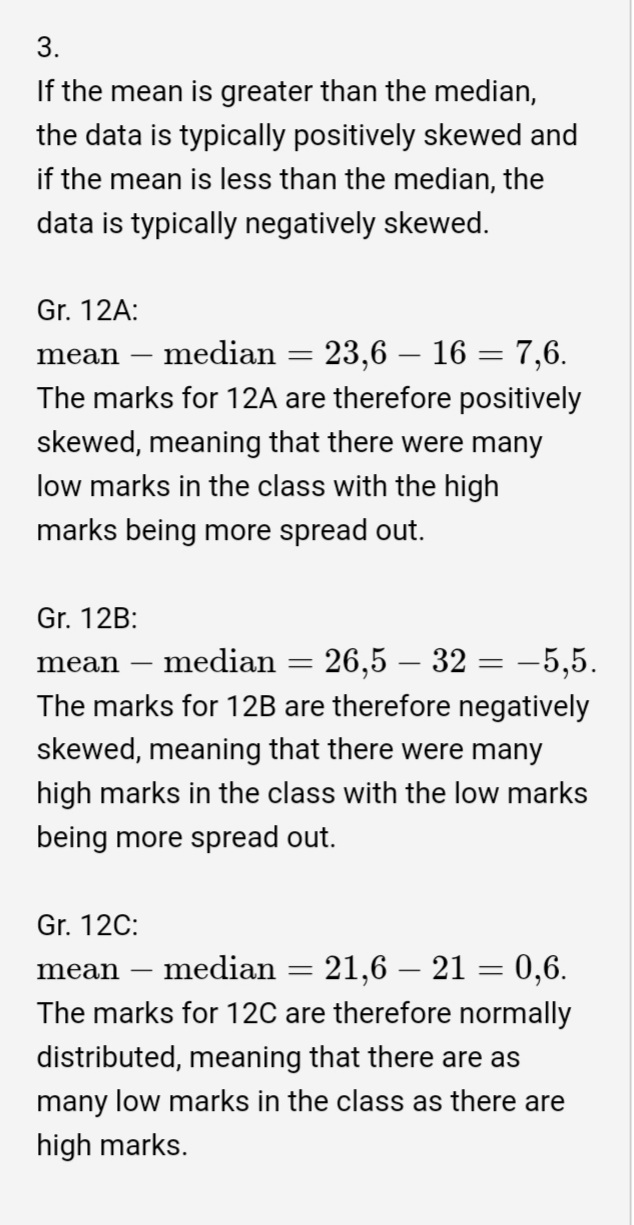 3.
If the mean is greater than the median,
the data is typically positively skewed and
if the mean is less than the median, the
data is typically negatively skewed.
Gr. 12A:
mean − median = 23,6 − 16 = 7,6.
The marks for 12A are therefore positively
skewed, meaning that there were many
low marks in the class with the high
marks being more spread out.
Gr. 12B:
mean − median = 26,5 − 32 = −5,5.
The marks for 12B are therefore negatively
skewed, meaning that there were many
high marks in the class with the low marks
being more spread out.
Gr. 12C:
mean − median = 21,6 − 21 = 0,6.
The marks for 12C are therefore normally
distributed, meaning that there are as
many low marks in the class as there are
high marks.